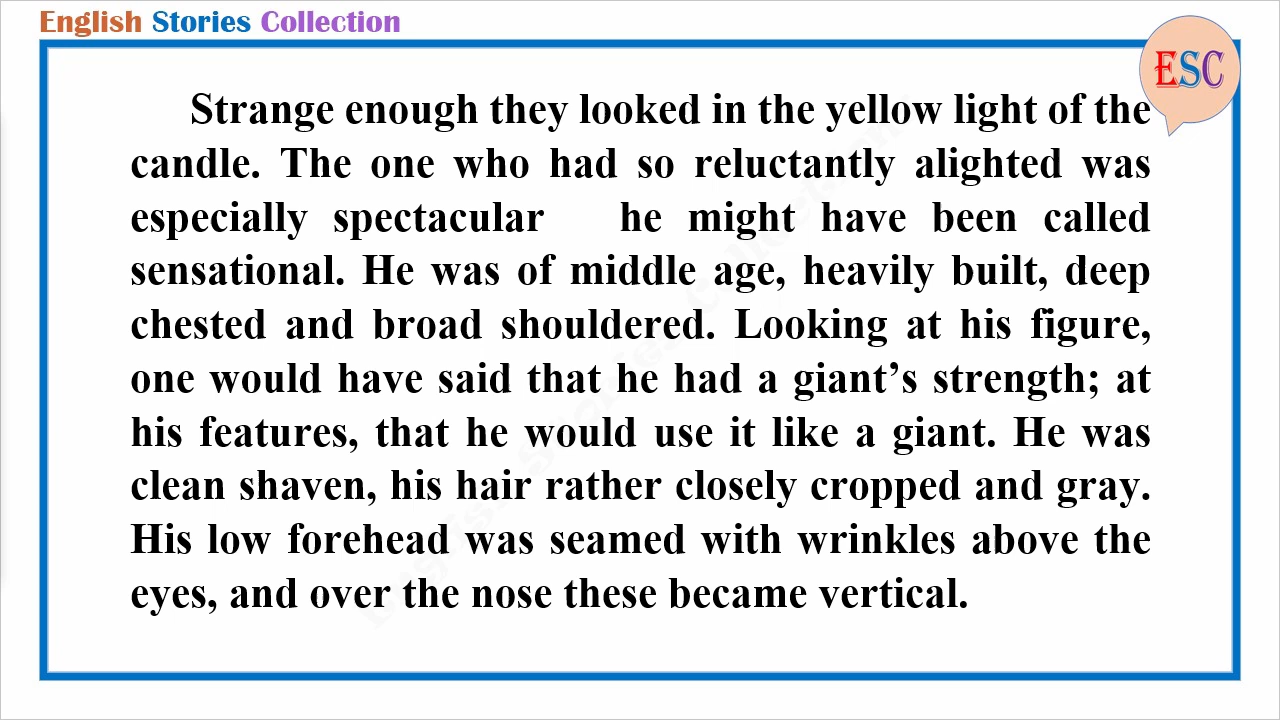 English Stories Collection
ESC
Strange enough they looked in the yellow light of the
candle. The one who had so reluctantly alighted was
especially spectacular he might have been called
sensational. He was of middle age, heavily built, deep
chested and broad shouldered. Looking at his figure,
one would have said that he had a giant’s strength; at
his features, that he would use it like a giant. He was
clean shaven, his hair rather closely cropped and gray.
His low forehead was seamed with wrinkles above the
eyes, and over the nose these became vertical.
English Stories Collection